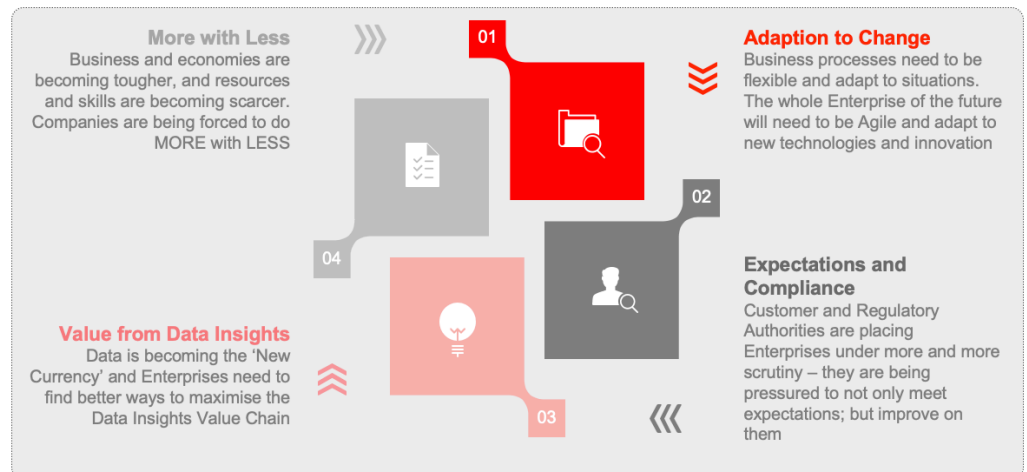 More with Less
Business and economies are
becoming tougher, and resources
and skills are becoming scarcer.
Companies are being forced to do
MORE with LESS
01
Adaption to Change
Business processes need to be
flexible and adapt to situations.
The whole Enterprise of the future
will need to be Agile and adapt to
new technologies and innovation
02
04
Expectations and
Compliance
Customer and Regulatory
Authorities are placing
Enterprises under more and more
scrutiny – they are being
pressured to not only meet
expectations; but improve on
them
Value from Data Insights
Data is becoming the ‘New
Currency’ and Enterprises need to
find better ways to maximise the
Data Insights Value Chain
03